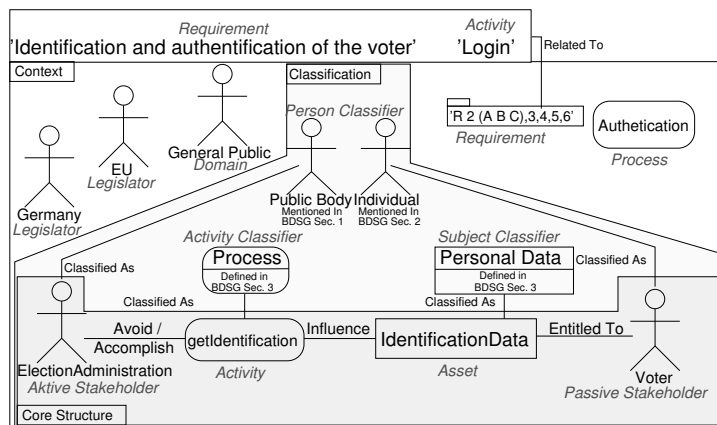 Requirement
Activity
'Identification and authentification of the voter'
'Login'
Related To
Context
Classification
Person Classifier
'R 2 (A B C),3,4,5,6'
Requirement
Authetication
Process
General Public
Domain
EU
Legislator
Germany
Legislator
Public Body
Mentioned In
BDSG Sec. 1
Individual
Mentioned In
BDSG Sec. 2
Activity Classifier
Process
Defined in
BDSG Sec. 3
Subject Classifier
Personal Data
Defined in
BDSG Sec. 3
Classified As
Classified As
Classified As
Classified As
Avoid /
Accomplish
getIdentification
Influence
IdentificationData
Entitled To
ElectionAdministration
Aktive Stakeholder
Activity
Asset
Voter
Passive Stakeholder
Core Structure